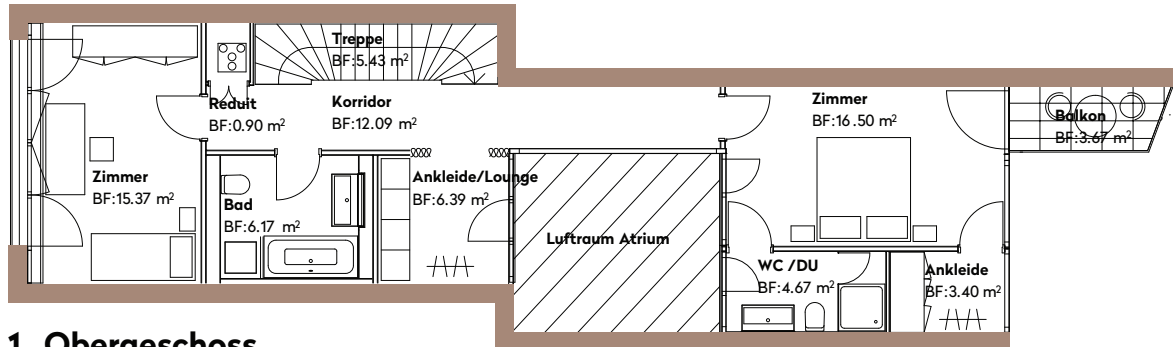 Treppe
BF:5.43 m²
Reduit
BF:0.90 m²
Korridor
BF:12.09 m²
Zimmer
BF:16.50 m²
Balkon
BF:3.67 m²
Zimmer
BF:15.37 m²
Bad
BF:6.17 m²
Ankleide/Lounge
BF:6.39 m²
Luftraum Atrium
WC /DU
BF:4.67 m²
Ankleide
BF:3.40 m²
1. Obergeschoss